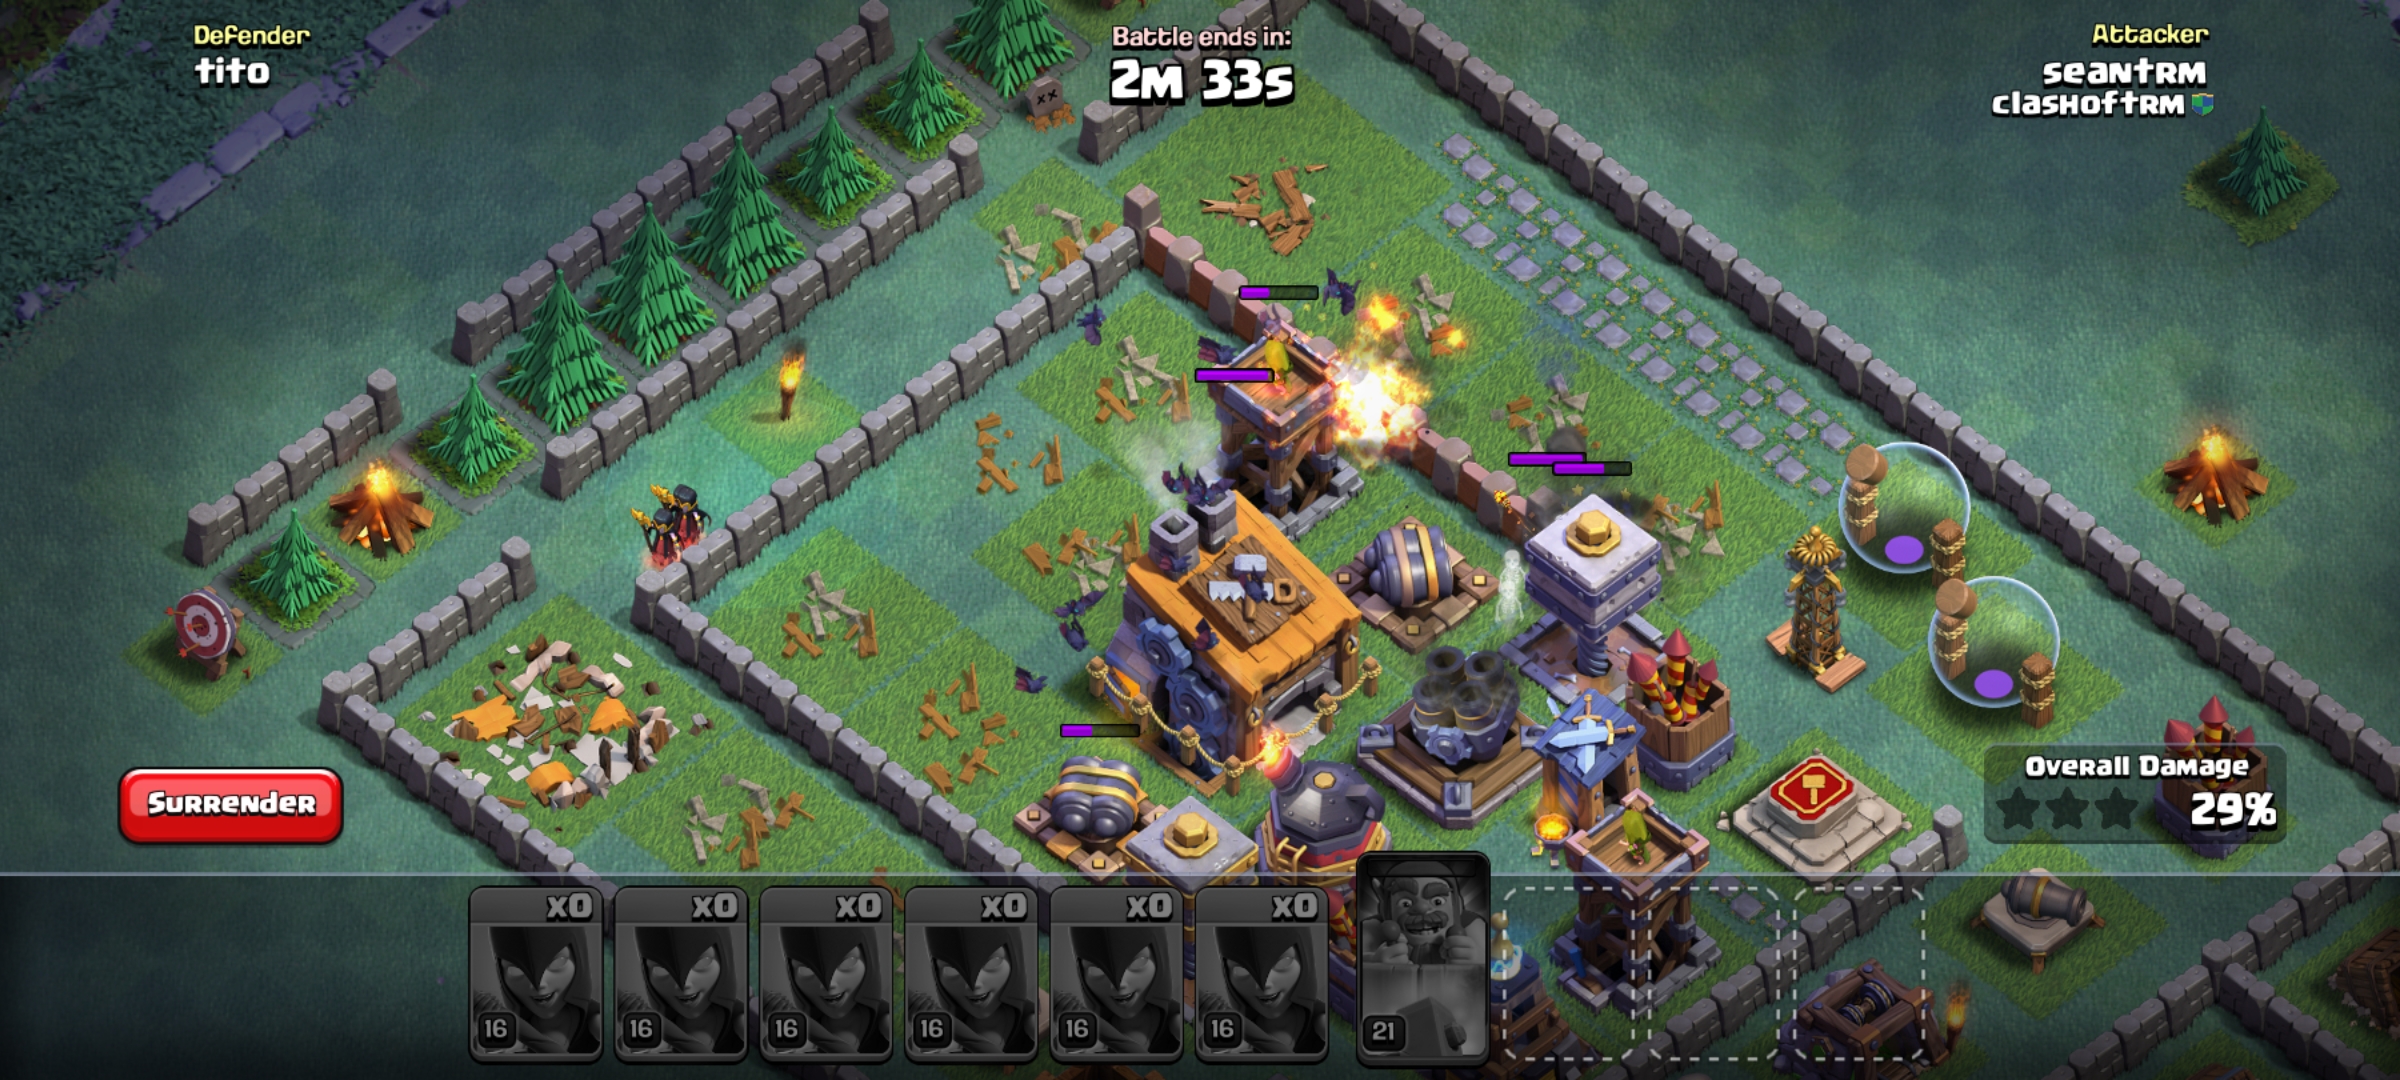 Defender
tito
Battle ends in:
2M 33s
Attacker
seantRM
clashoftRM
Surrender
Overall Damage
29%
x0
x0
x0
x0
x0
x0
16
16
16
16
16
16
21